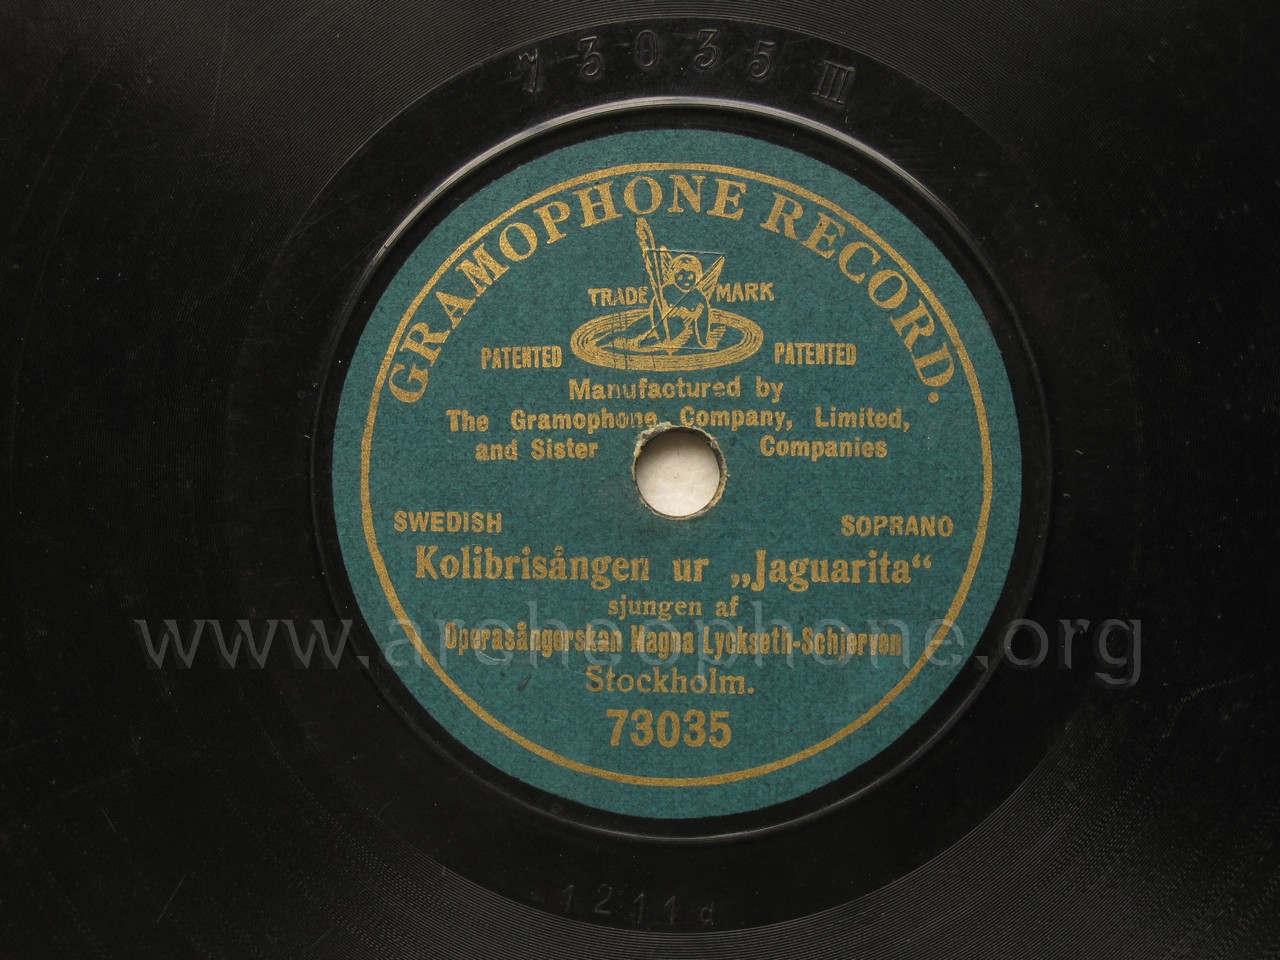 73035 III
GRAMOPHONE RECORD.
TRADE MARK
PATENTED PATENTED
Manufactured by
The Gramophone Company, Limited,
and Sister Companies
SWEDISH SOPRANO
Kolibrisången ur „Jaguarita“
sjungen af
www.archeophone.org
Operasångerskan Magna Lyckseth-Schjerven
Stockholm.
73035
1211d